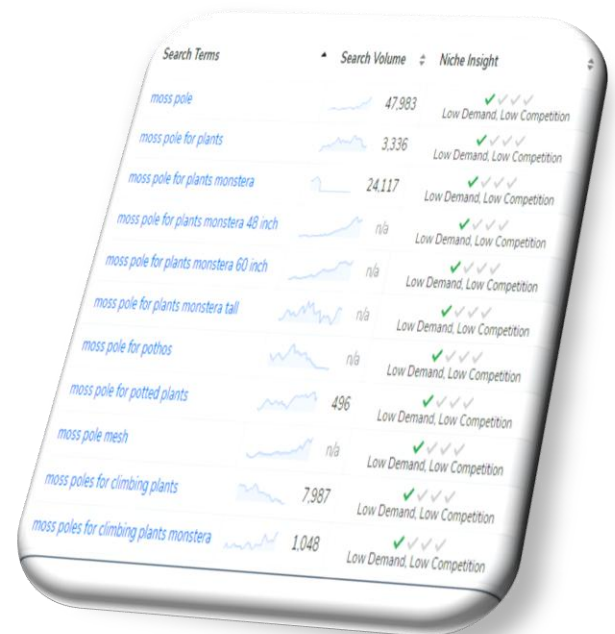 Search Terms Search Volume Niche Insight
moss pole 47,983 Low Demand, Low Competition
moss pole for plants 3,336 Low Demand, Low Competition
moss pole for plants monstera 24,117 Low Demand, Low Competition
moss pole for plants monstera 48 inch n/a Low Demand, Low Competition
moss pole for plants monstera 60 inch n/a Low Demand, Low Competition
moss pole for plants monstera tall n/a Low Demand, Low Competition
moss pole for pothos n/a Low Demand, Low Competition
moss pole for potted plants 496 Low Demand, Low Competition
moss pole mesh n/a Low Demand, Low Competition
moss poles for climbing plants 7,987 Low Demand, Low Competition
moss poles for climbing plants monstera 1,048 Low Demand, Low Competition